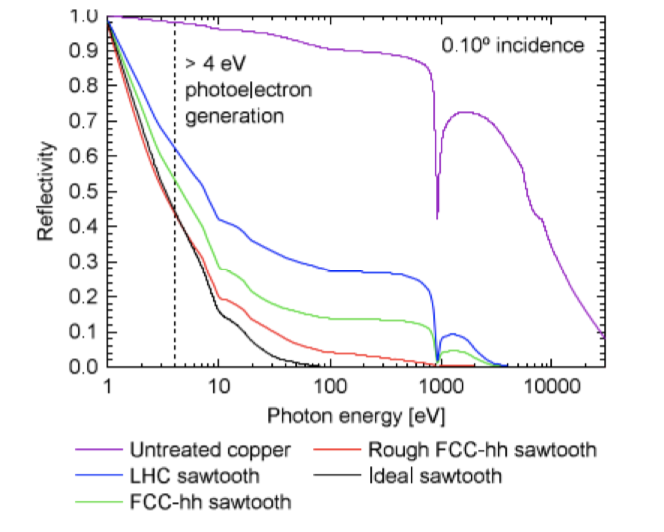 1.0
0.9
0.8
0.7
0.6
0.5
0.4
0.3
0.2
0.1
0.0
Reflectivity
0.10º incidence
> 4 eV
photoelectron
generation
1 10 100 1000 10000
Photon energy [eV]
Untreated copper
Rough FCC-hh sawtooth
LHC sawtooth
Ideal sawtooth
FCC-hh sawtooth